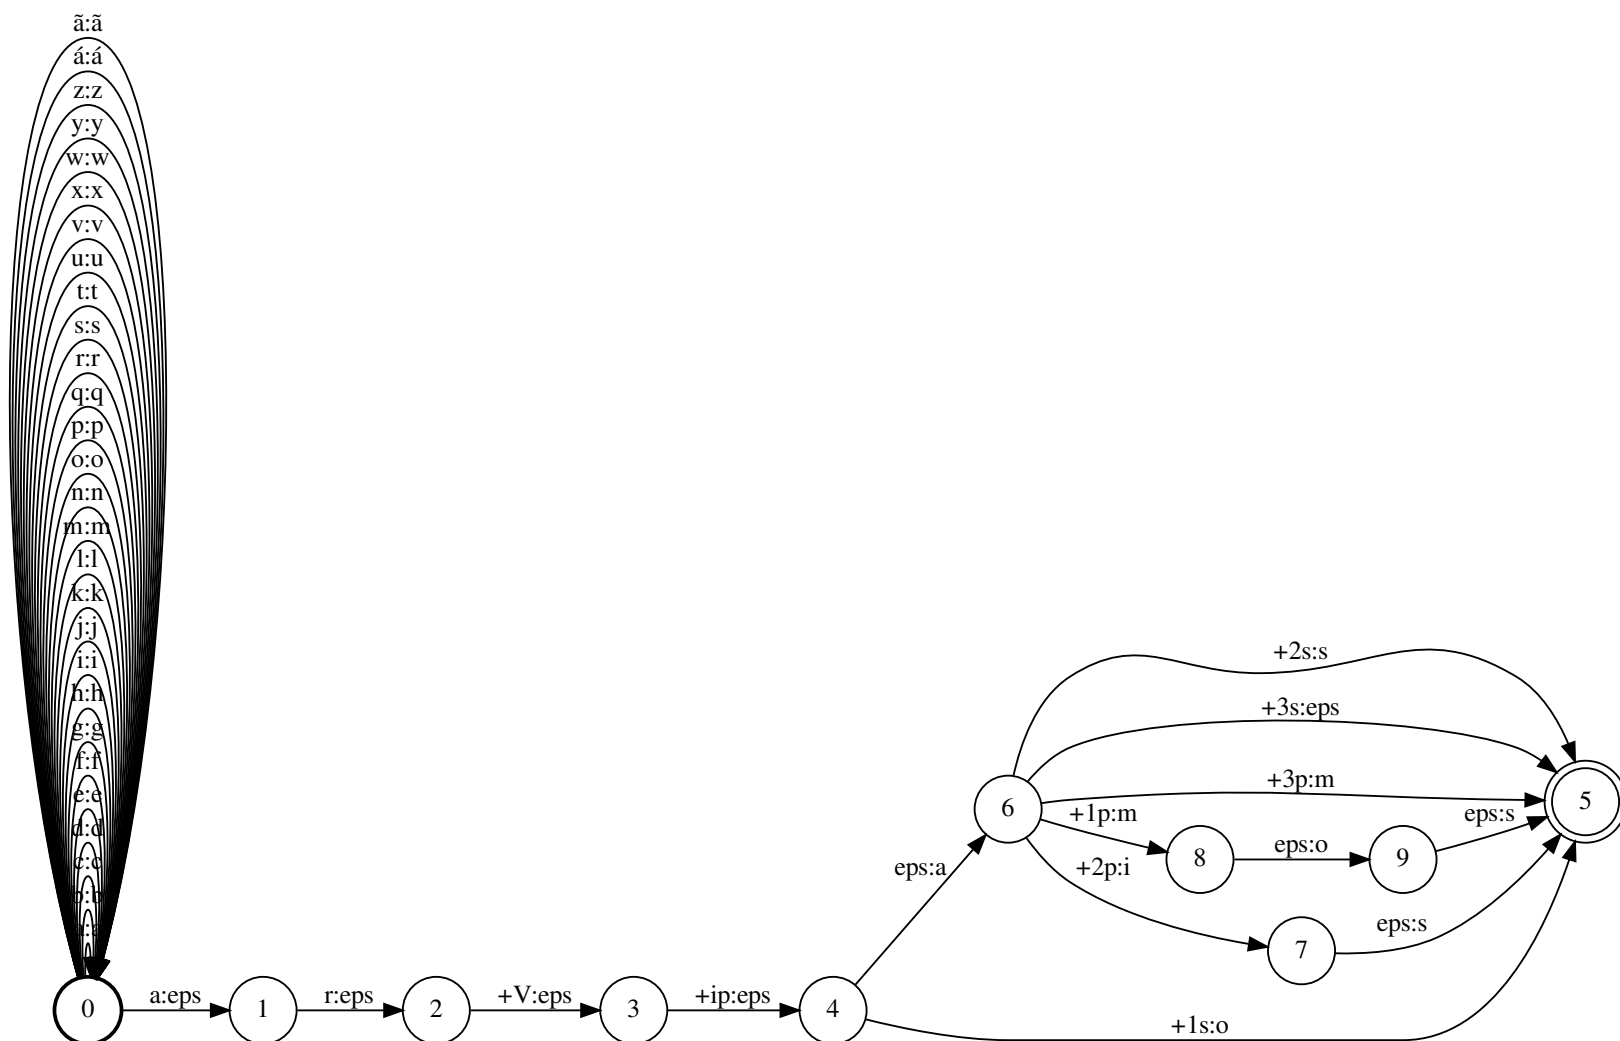 ã:ã
á:á
z:z
y:y
w:w
x:x
v:v
u:u
t:t
s:s
r:r
q:q
p:p
o:o
n:n
m:m
l:l
k:k
j:j
i:i
h:h
g:g
f:f
e:e
d:d
c:c
b:b
+2s:s
+3s:eps
+3p:m
+1p:m
eps:s
eps:o
+2p:i
eps:a
eps:s
6
5
8
9
7
a:eps
r:eps
+V:eps
+ip:eps
+1s:o
0
1
2
3
4